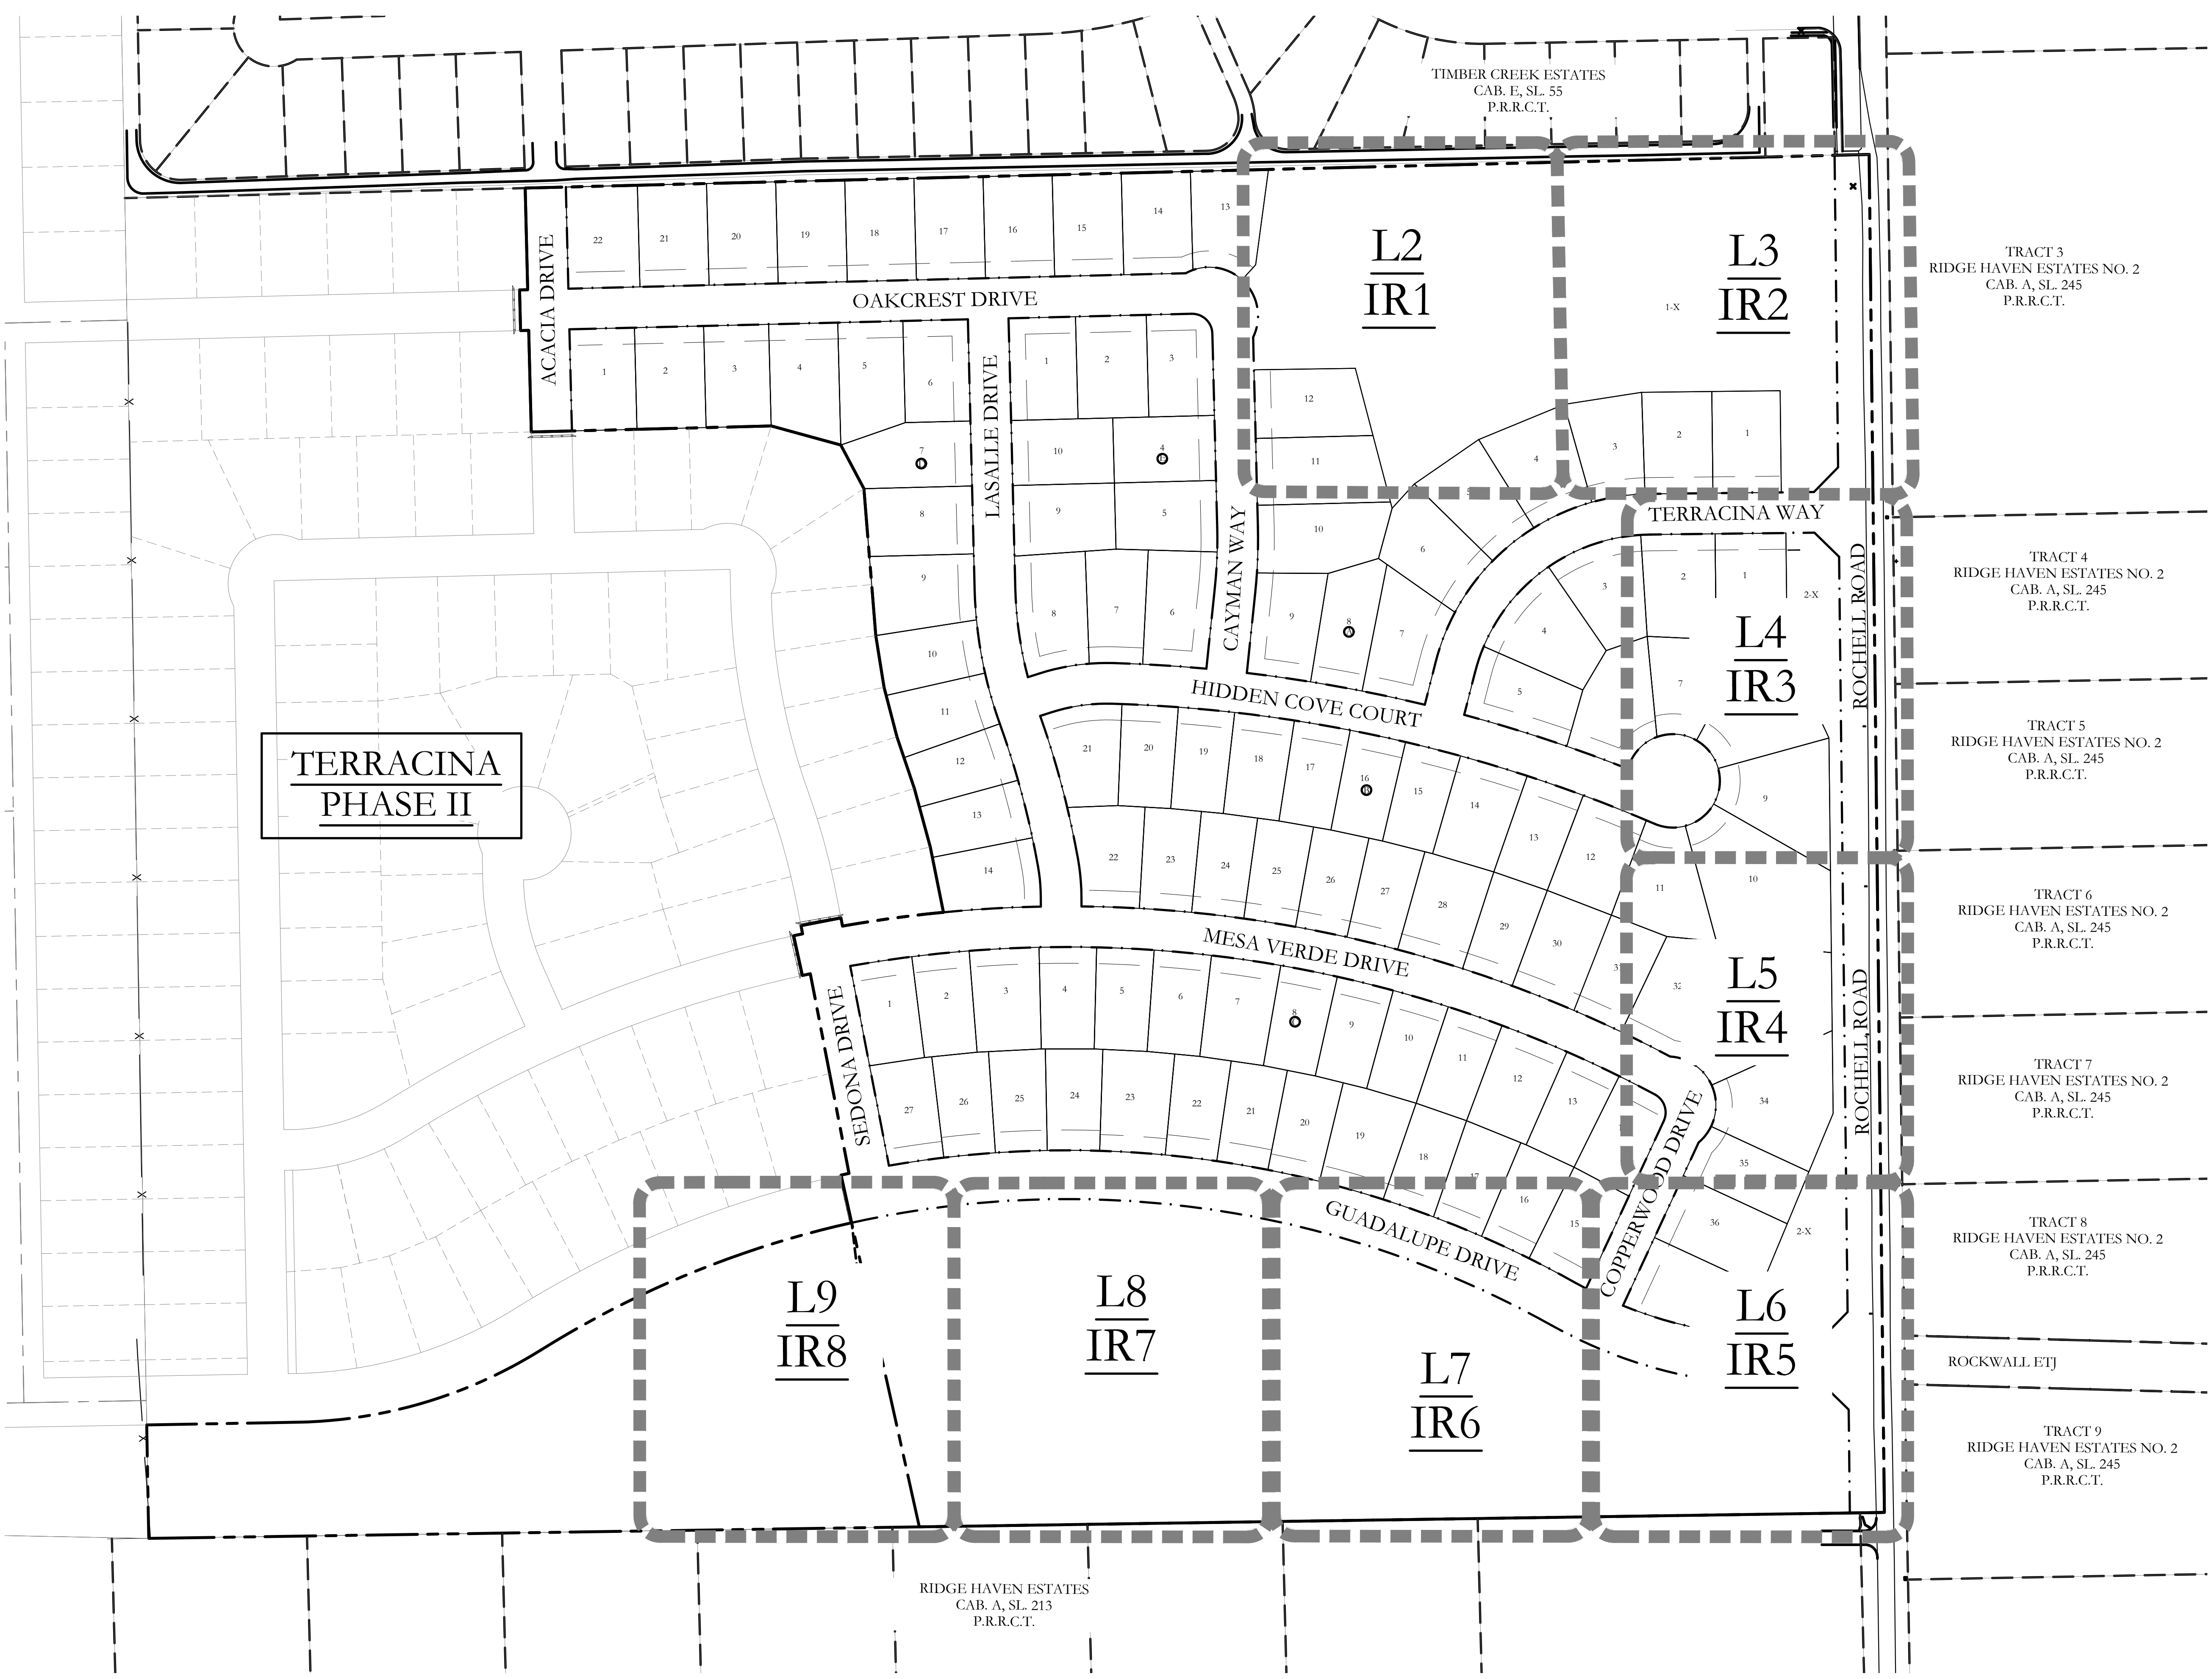 TIMBER CREEK ESTATES
CAB. E, SL. 55
P.R.R.C.T.
22
21
20
19
18
17
16
15
14
13
ACACIA DRIVE
OAKCREST DRIVE
L2
IR1
L3
IR2
1-X
TRACT 3
RIDGE HAVEN ESTATES NO. 2
CAB. A, SL. 245
P.R.R.C.T.
1
2
3
4
5
6
LASALLE DRIVE
1
2
3
12
11
4
3
2
1
7
8
9
10
11
12
13
14
10
4
9
5
8
7
6
CAYMAN WAY
10
6
9
8
A
7
TERRACINA WAY
3
2
1
2-X
4
5
7
L4
IR3
ROCHELL ROAD
TRACT 4
RIDGE HAVEN ESTATES NO. 2
CAB. A, SL. 245
P.R.R.C.T.
HIDDEN COVE COURT
TRACT 5
RIDGE HAVEN ESTATES NO. 2
CAB. A, SL. 245
P.R.R.C.T.
TERRACINA
PHASE II
21
20
19
18
17
16
B
15
14
13
12
9
22
23
24
25
26
27
28
29
30
11
10
32
TRACT 6
RIDGE HAVEN ESTATES NO. 2
CAB. A, SL. 245
P.R.R.C.T.
MESA VERDE DRIVE
L5
IR4
ROCHELL ROAD
SEDONA DRIVE
1
2
3
4
5
6
7
8
C
9
10
11
12
13
34
35
TRACT 7
RIDGE HAVEN ESTATES NO. 2
CAB. A, SL. 245
P.R.R.C.T.
27
26
25
24
23
22
21
20
19
18
17
16
15
COPPERWOOD DRIVE
36
2-X
GUADALUPE DRIVE
TRACT 8
RIDGE HAVEN ESTATES NO. 2
CAB. A, SL. 245
P.R.R.C.T.
L9
IR8
L8
IR7
L7
IR6
L6
IR5
ROCKWALL ETJ
TRACT 9
RIDGE HAVEN ESTATES NO. 2
CAB. A, SL. 245
P.R.R.C.T.
RIDGE HAVEN ESTATES
CAB. A, SL. 213
P.R.R.C.T.